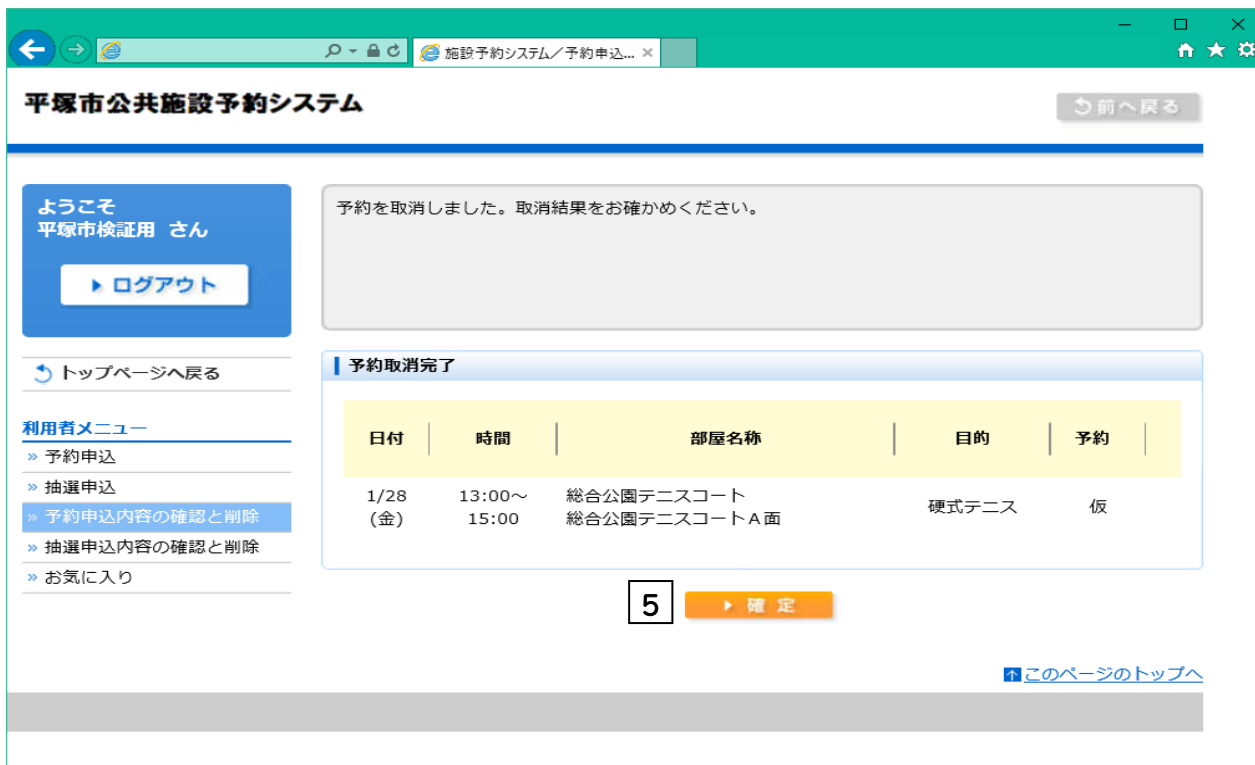 施設予約システム／予約申込...
平塚市公共施設予約システム
前へ戻る
ようこそ
平塚市検証用 さん
ログアウト
予約を取消しました。取消結果をお確かめください。
トップページへ戻る
利用者メニュー
» 予約申込
» 抽選申込
» 予約申込内容の確認と削除
» 抽選申込内容の確認と削除
» お気に入り
予約取消完了
日付 時間 部屋名称 目的 予約
1/28 13:00～ 総合公園テニスコート 硬式テニス 仮
(金) 15:00 総合公園テニスコートＡ面
5 確定
このページのトップへ